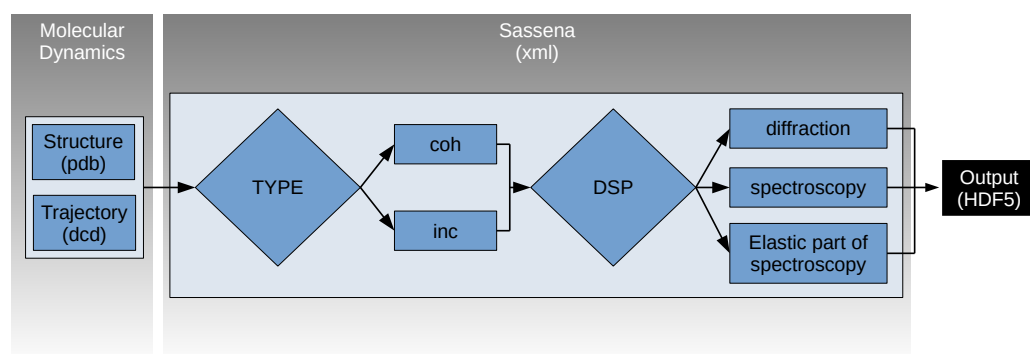 Molecular
Dynamics
Sassena
(xml)
Structure
(pdb)
Trajectory
(dcd)
TYPE
coh
inc
DSP
diffraction
spectroscopy
Elastic part of
spectroscopy
Output
(HDF5)